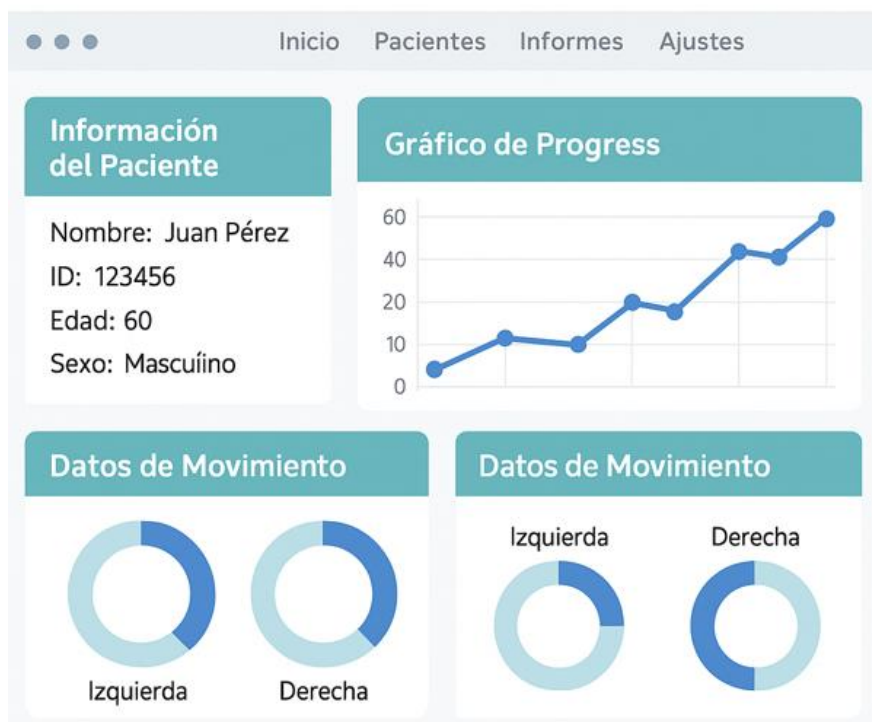 Inicio Pacientes Informes Ajustes
Información
del Paciente
Nombre: Juan Pérez
ID: 123456
Edad: 60
Sexo: Mascuíino
Gráfico de Progress
60
40
20
10
0
Datos de Movimiento
Izquierda
Derecha
Datos de Movimiento
Izquierda
Derecha